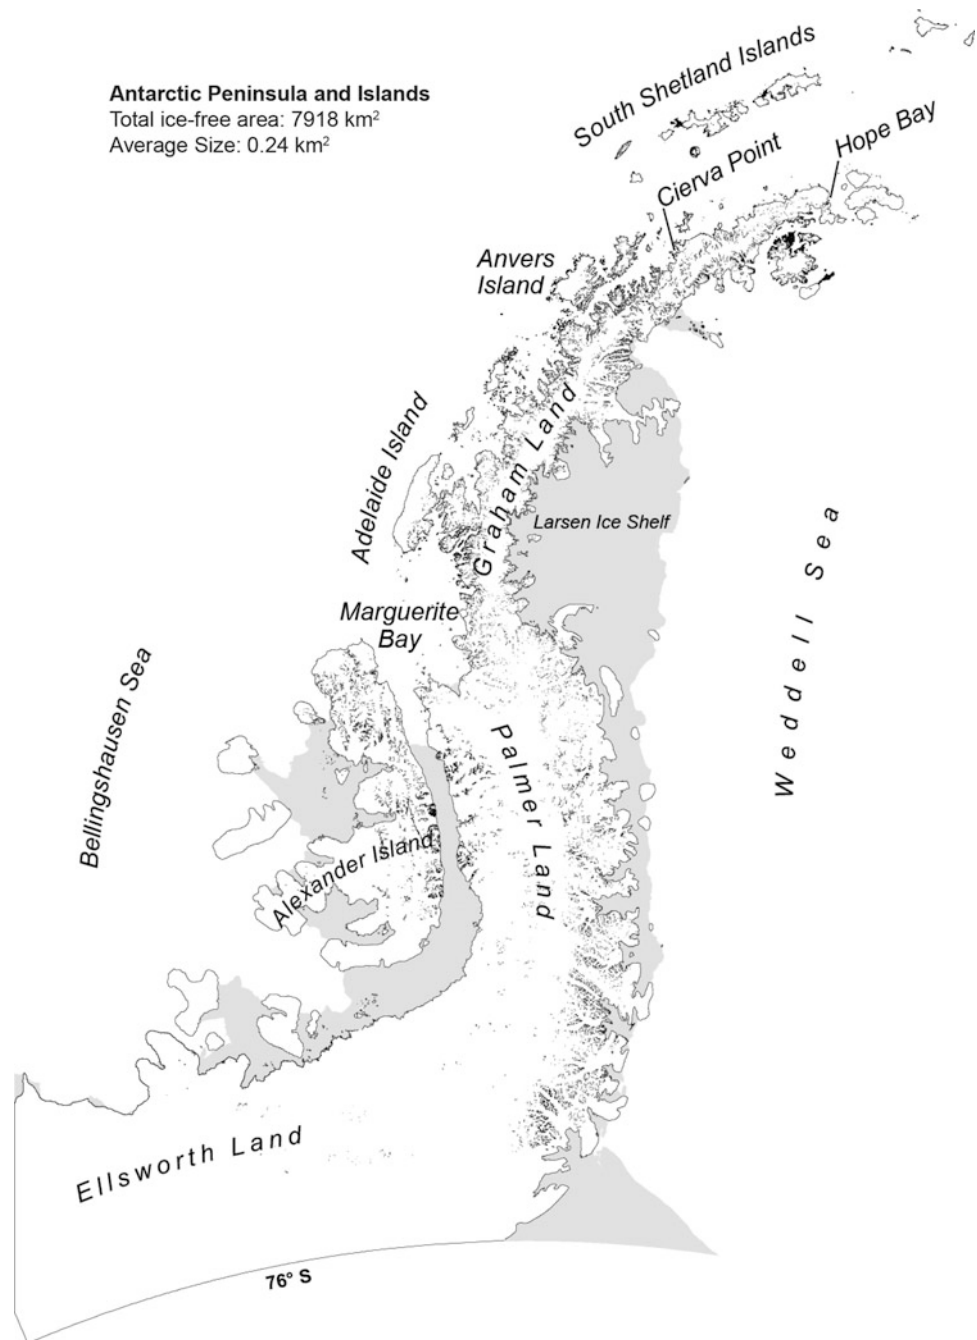 Antarctic Peninsula and Islands
Total ice-free area: 7918 km²
Average Size: 0.24 km²
South Shetland Islands
Hope Bay
Cierva Point
Anvers
Island
Adelaide Island
Graham Land
Larsen Ice Shelf
Weddell Sea
Marguerite
Bay
Bellingshausen Sea
Palmer Land
Alexander Island
Ellsworth Land
76° S